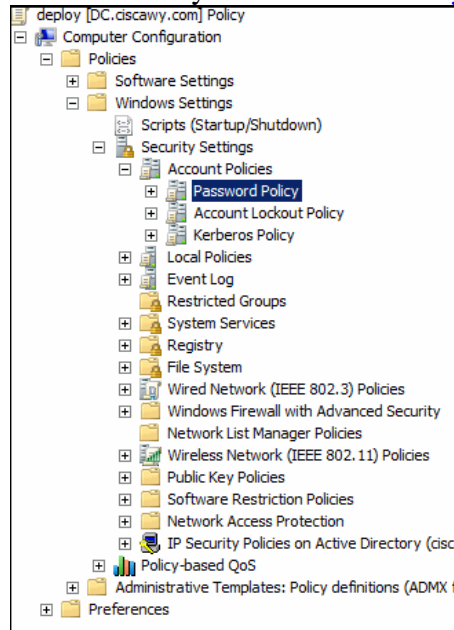 deploy [DC.ciscawy.com] Policy
Computer Configuration
Policies
Software Settings
Windows Settings
Scripts (Startup/Shutdown)
Security Settings
Account Policies
Password Policy
Account Lockout Policy
Kerberos Policy
Local Policies
Event Log
Restricted Groups
System Services
Registry
File System
Wired Network (IEEE 802.3) Policies
Windows Firewall with Advanced Security
Network List Manager Policies
Wireless Network (IEEE 802.11) Policies
Public Key Policies
Software Restriction Policies
Network Access Protection
IP Security Policies on Active Directory (cisc
Policy-based QoS
Administrative Templates: Policy definitions (ADMX f
Preferences